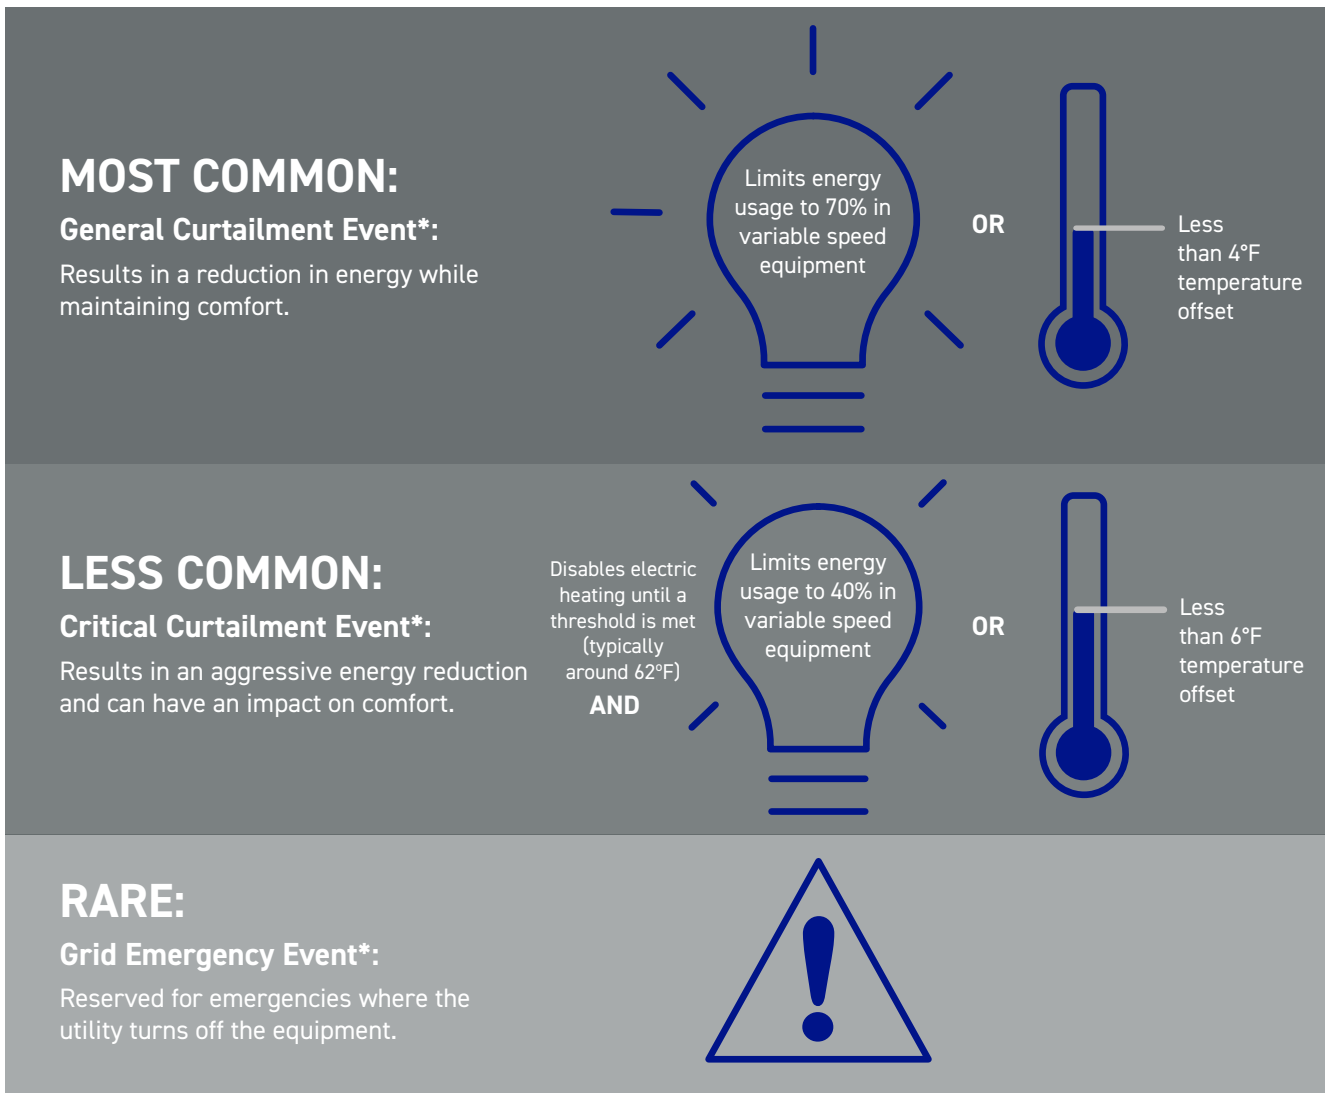 MOST COMMON:
General Curtailment Event*:
Results in a reduction in energy while
maintaining comfort.
Limits energy
usage to 70% in
variable speed
equipment
OR
Less
than 4°F
temperature
offset
LESS COMMON:
Critical Curtailment Event*:
Results in an aggressive energy reduction
and can have an impact on comfort.
Disables electric
heating until a
threshold is met
(typically
around 62°F)
AND
Limits energy
usage to 40% in
variable speed
equipment
OR
Less
than 6°F
temperature
offset
RARE:
Grid Emergency Event*:
Reserved for emergencies where the
utility turns off the equipment.